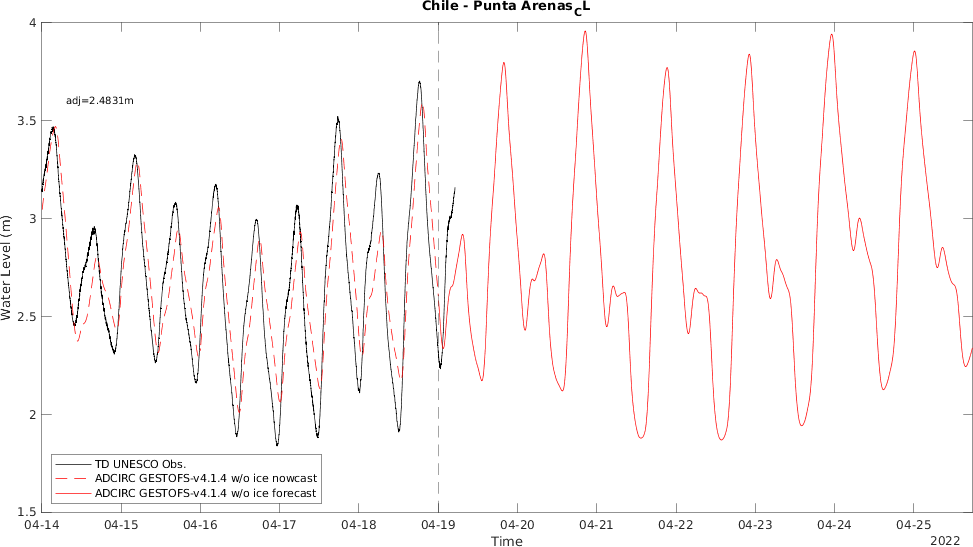 Chile - Punta Arenas_CL
adj=2.4831m
Water Level (m)
4
3.5
3
2.5
2
1.5
TD UNESCO Obs.
ADCIRC GESTOFS-v4.1.4 w/o ice nowcast
ADCIRC GESTOFS-v4.1.4 w/o ice forecast
04-14 04-15 04-16 04-17 04-18 04-19 04-20 04-21 04-22 04-23 04-24 04-25
Time
2022